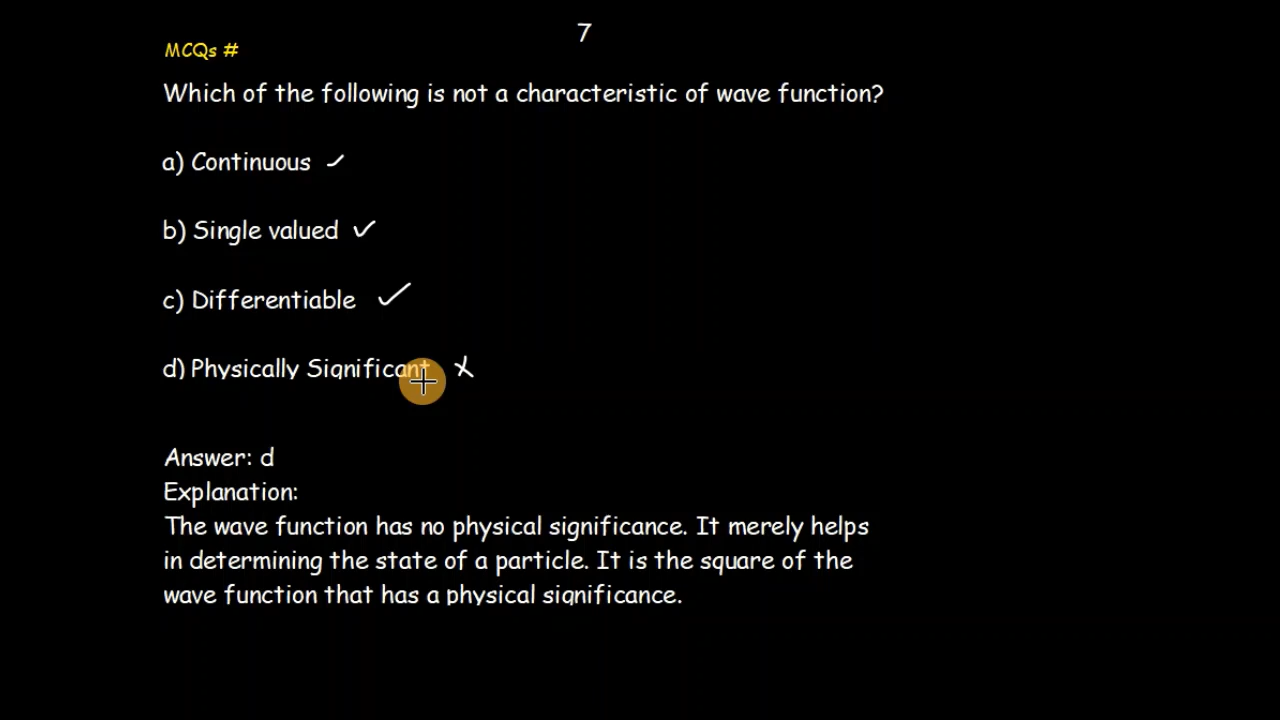 7
MCQs #
Which of the following is not a characteristic of wave function?
a) Continuous ✓
b) Single valued ✓
c) Differentiable ✓
d) Physically Significant ✗
Answer: d
Explanation:
The wave function has no physical significance. It merely helps
in determining the state of a particle. It is the square of the
wave function that has a physical significance.